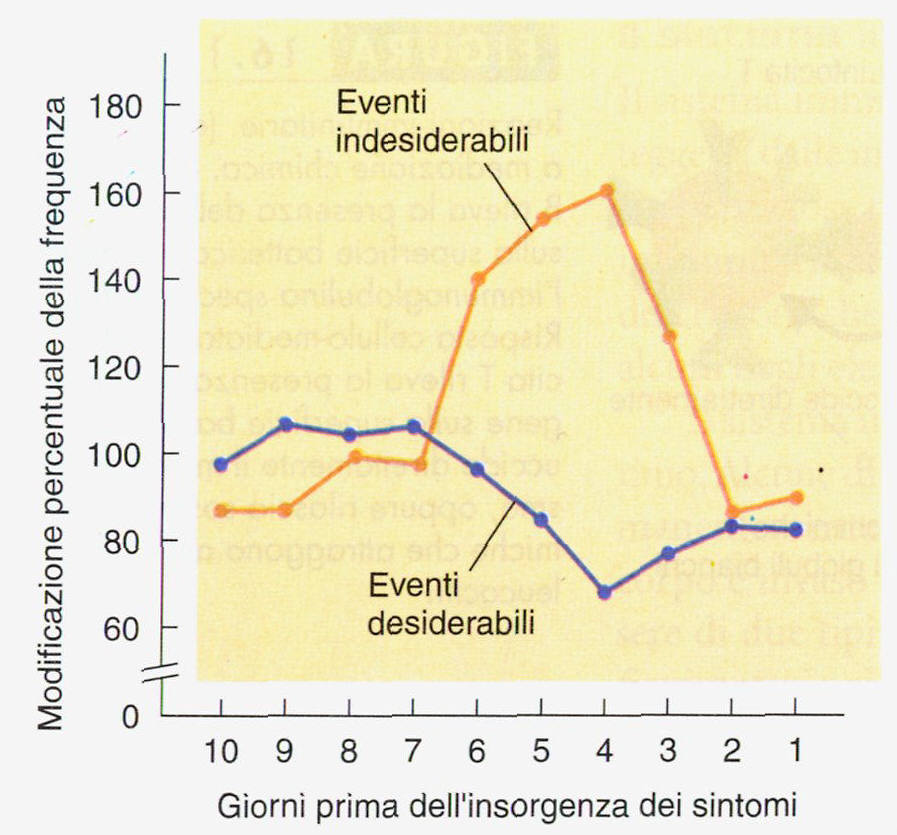 Eventi
indesiderabili
Eventi
desiderabili
Modificazione percentuale della frequenza
180
160
140
120
100
80
60
0
10 9 8 7 6 5 4 3 2 1
Giorni prima dell'insorgenza dei sintomi